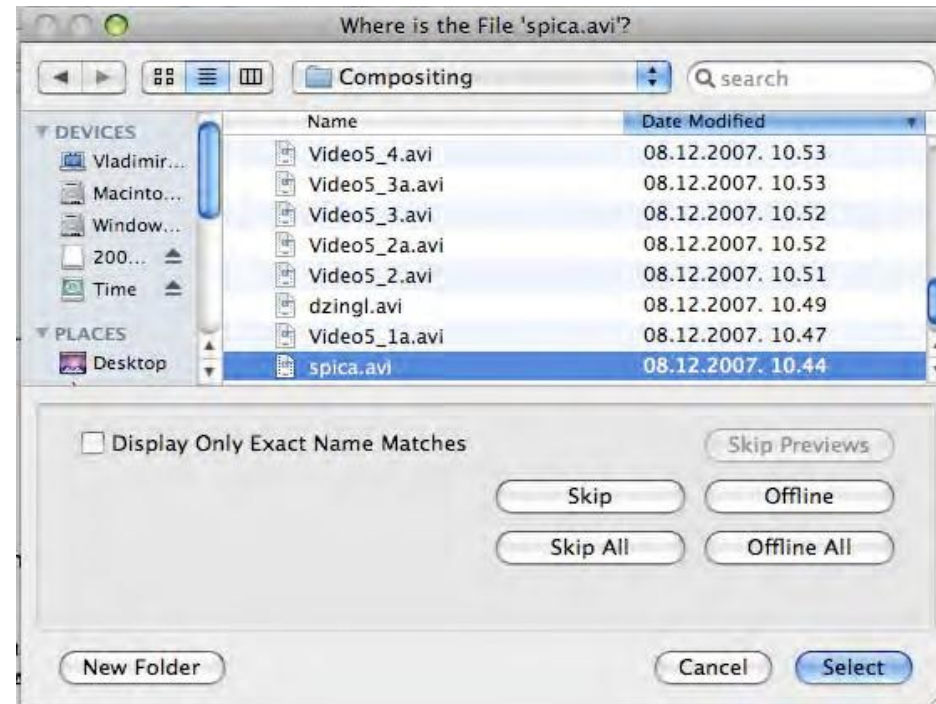 Where is the File 'spica.avi'?
Compositing
search
DEVICES
Vladimir...
Macinto...
Window...
200...
Time
PLACES
Desktop
Name Date Modified
Video5_4.avi 08.12.2007. 10.53
Video5_3a.avi 08.12.2007. 10.53
Video5_3.avi 08.12.2007. 10.52
Video5_2a.avi 08.12.2007. 10.52
Video5_2.avi 08.12.2007. 10.51
dzingl.avi 08.12.2007. 10.49
Video5_1a.avi 08.12.2007. 10.47
spica.avi 08.12.2007. 10.44
Display Only Exact Name Matches
Skip Previews
Skip Offline
Skip All Offline All
New Folder Cancel Select